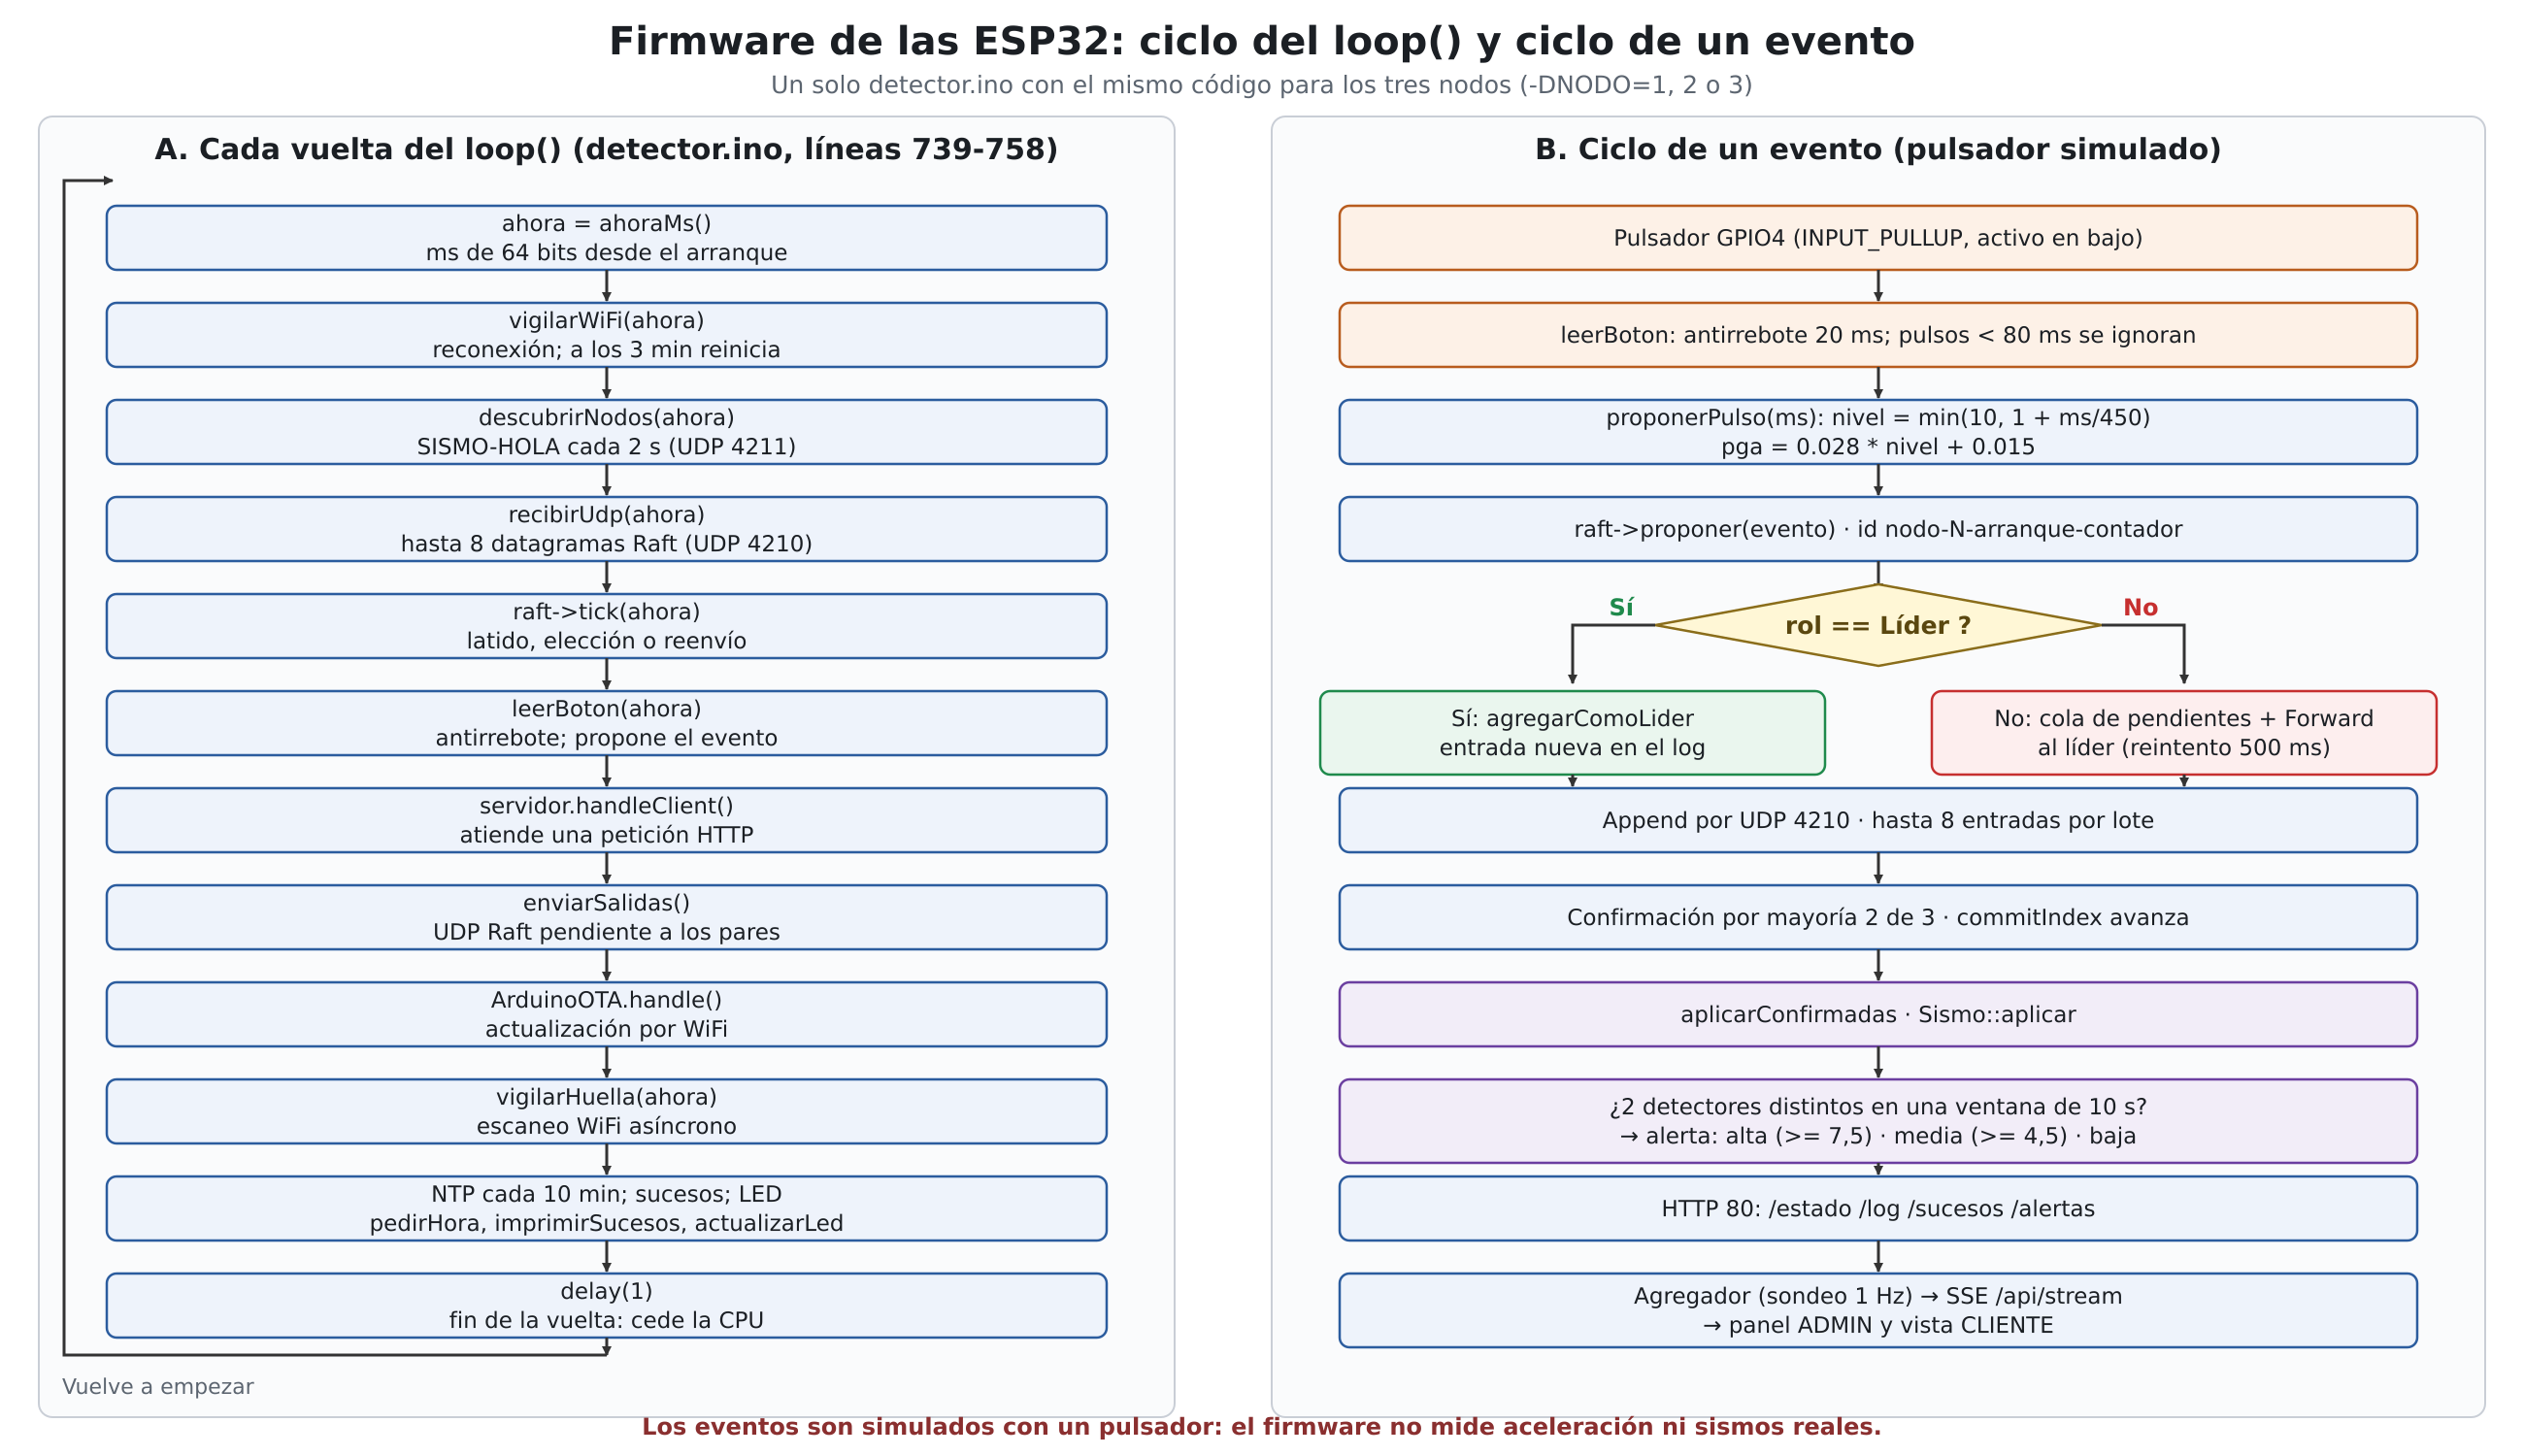 Firmware de las ESP32: ciclo del loop() y ciclo de un evento
Un solo detector.ino con el mismo código para los tres nodos (-DNODO=1, 2 o 3)
A. Cada vuelta del loop() (detector.ino, líneas 739-758)
ahora = ahoraMs()
ms de 64 bits desde el arranque
vigilarWiFi(ahora)
reconexión; a los 3 min reinicia
descubrirNodos(ahora)
SISMO-HOLA cada 2 s (UDP 4211)
recibirUdp(ahora)
hasta 8 datagramas Raft (UDP 4210)
raft->tick(ahora)
latido, elección o reenvío
leerBoton(ahora)
antirrebote; propone el evento
servidor.handleClient()
atiende una petición HTTP
enviarSalidas()
UDP Raft pendiente a los pares
ArduinoOTA.handle()
actualización por WiFi
vigilarHuella(ahora)
escaneo WiFi asíncrono
NTP cada 10 min; sucesos; LED
pedirHora, imprimirSucesos, actualizarLed
delay(1)
fin de la vuelta: cede la CPU
Vuelve a empezar
B. Ciclo de un evento (pulsador simulado)
Pulsador GPIO4 (INPUT_PULLUP, activo en bajo)
leerBoton: antirrebote 20 ms; pulsos < 80 ms se ignoran
proponerPulso(ms): nivel = min(10, 1 + ms/450)
pga = 0.028 * nivel + 0.015
raft->proponer(evento) · id nodo-N-arranque-contador
Sí
rol == Líder ?
No
Sí: agregarComoLider
entrada nueva en el log
No: cola de pendientes + Forward
al líder (reintento 500 ms)
Append por UDP 4210 · hasta 8 entradas por lote
Confirmación por mayoría 2 de 3 · commitIndex avanza
aplicarConfirmadas · Sismo::aplicar
¿2 detectores distintos en una ventana de 10 s?
→ alerta: alta (>= 7,5) · media (>= 4,5) · baja
HTTP 80: /estado /log /sucesos /alertas
Agregador (sondeo 1 Hz) → SSE /api/stream
→ panel ADMIN y vista CLIENTE
Los eventos son simulados con un pulsador: el firmware no mide aceleración ni sismos reales.